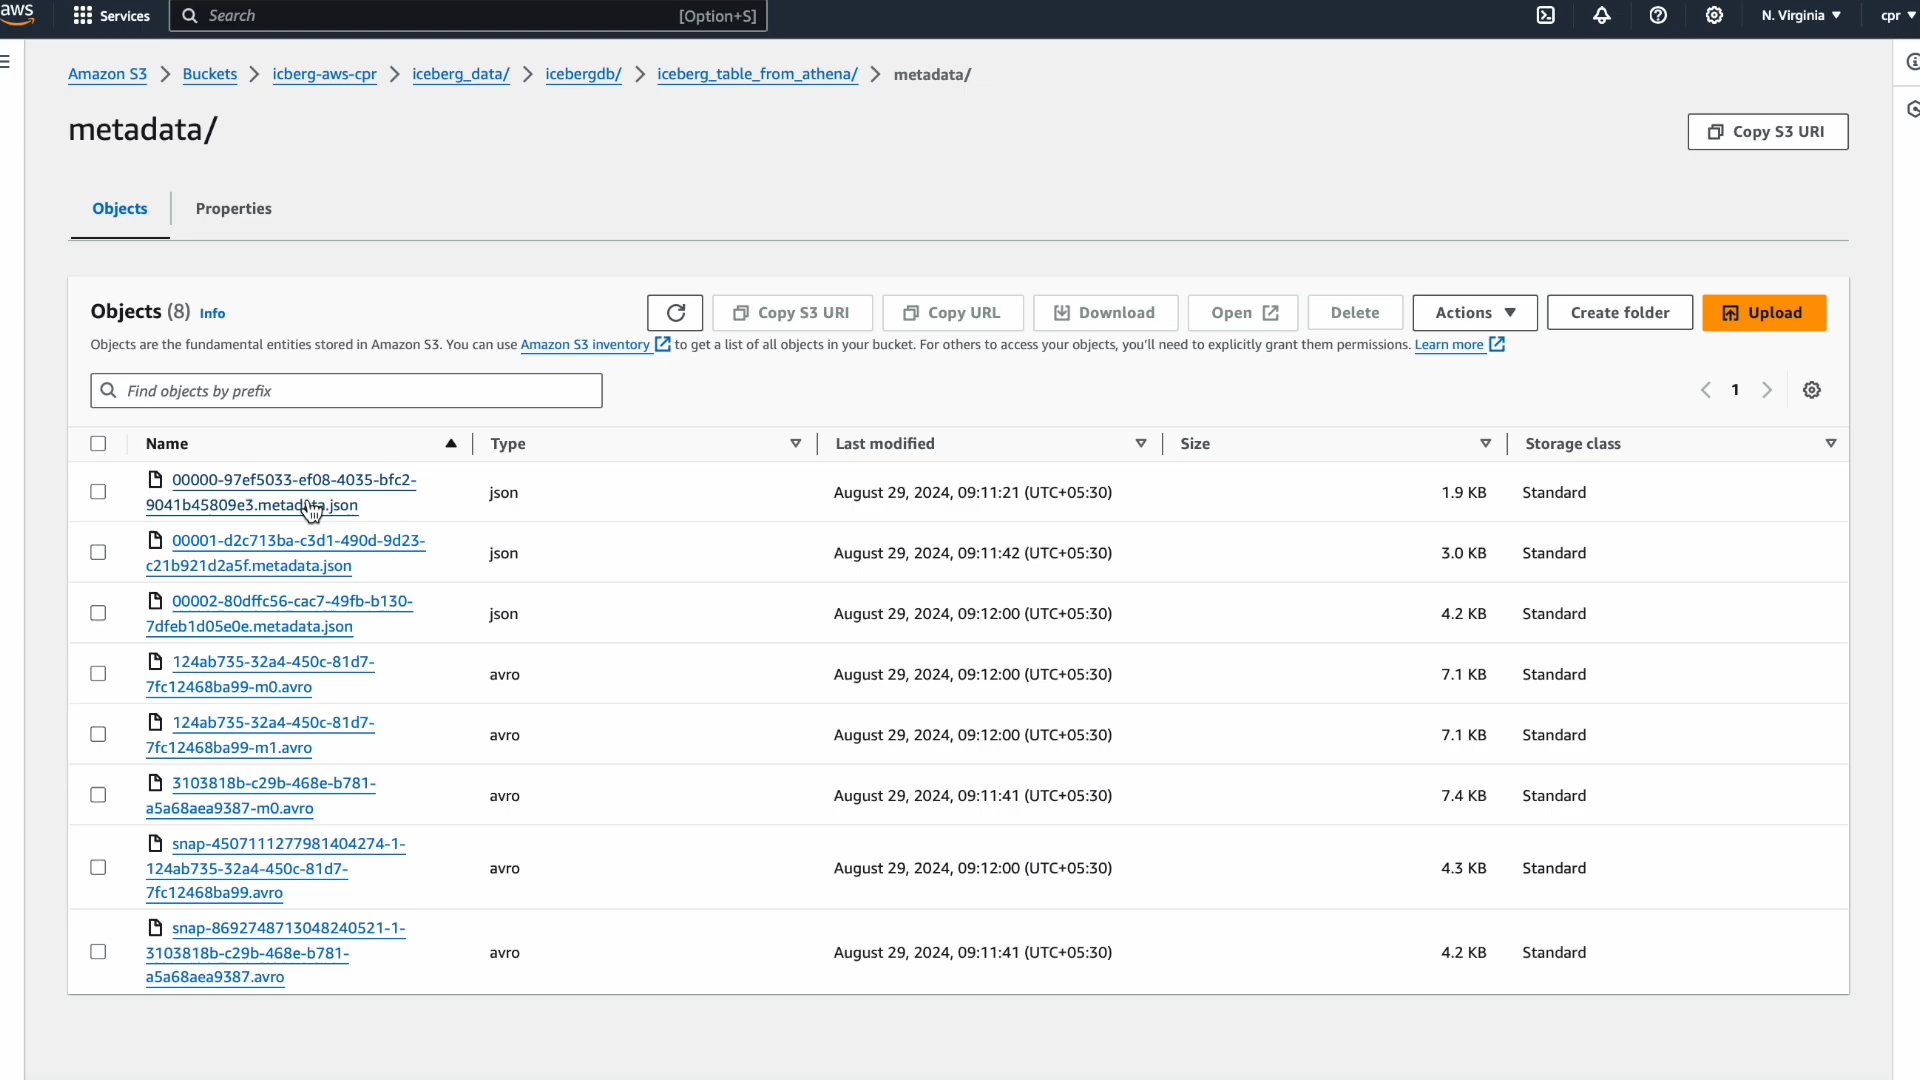 aws
Services
Search
[Option+S]
N. Virginia
cpr
Amazon S3
Buckets
icberg-aws-cpr
iceberg_data/
icebergdb/
iceberg_table_from_athena/
metadata/
metadata/
Copy S3 URI
Objects
Properties
Objects (8) Info
Copy S3 URI
Copy URL
Download
Open
Delete
Actions
Create folder
Upload
Objects are the fundamental entities stored in Amazon S3. You can use Amazon S3 inventory to get a list of all objects in your bucket. For others to access your objects, you'll need to explicitly grant them permissions. Learn more
Find objects by prefix
1
Name
Type
Last modified
Size
Storage class
00000-97ef5033-ef08-4035-bfc2-
9041b45809e3.metadata.json
json
August 29, 2024, 09:11:21 (UTC+05:30)
1.9 KB
Standard
00001-d2c713ba-c3d1-490d-9d23-
c21b921d2a5f.metadata.json
json
August 29, 2024, 09:11:42 (UTC+05:30)
3.0 KB
Standard
00002-80dffc56-cac7-49fb-b130-
7dfeb1d05e0e.metadata.json
json
August 29, 2024, 09:12:00 (UTC+05:30)
4.2 KB
Standard
124ab735-32a4-450c-81d7-
7fc12468ba99-m0.avro
avro
August 29, 2024, 09:12:00 (UTC+05:30)
7.1 KB
Standard
124ab735-32a4-450c-81d7-
7fc12468ba99-m1.avro
avro
August 29, 2024, 09:12:00 (UTC+05:30)
7.1 KB
Standard
3103818b-c29b-468e-b781-
a5a68aea9387-m0.avro
avro
August 29, 2024, 09:11:41 (UTC+05:30)
7.4 KB
Standard
snap-4507111277981404274-1-
124ab735-32a4-450c-81d7-
7fc12468ba99.avro
avro
August 29, 2024, 09:12:00 (UTC+05:30)
4.3 KB
Standard
snap-8692748713048240521-1-
3103818b-c29b-468e-b781-
a5a68aea9387.avro
avro
August 29, 2024, 09:11:41 (UTC+05:30)
4.2 KB
Standard